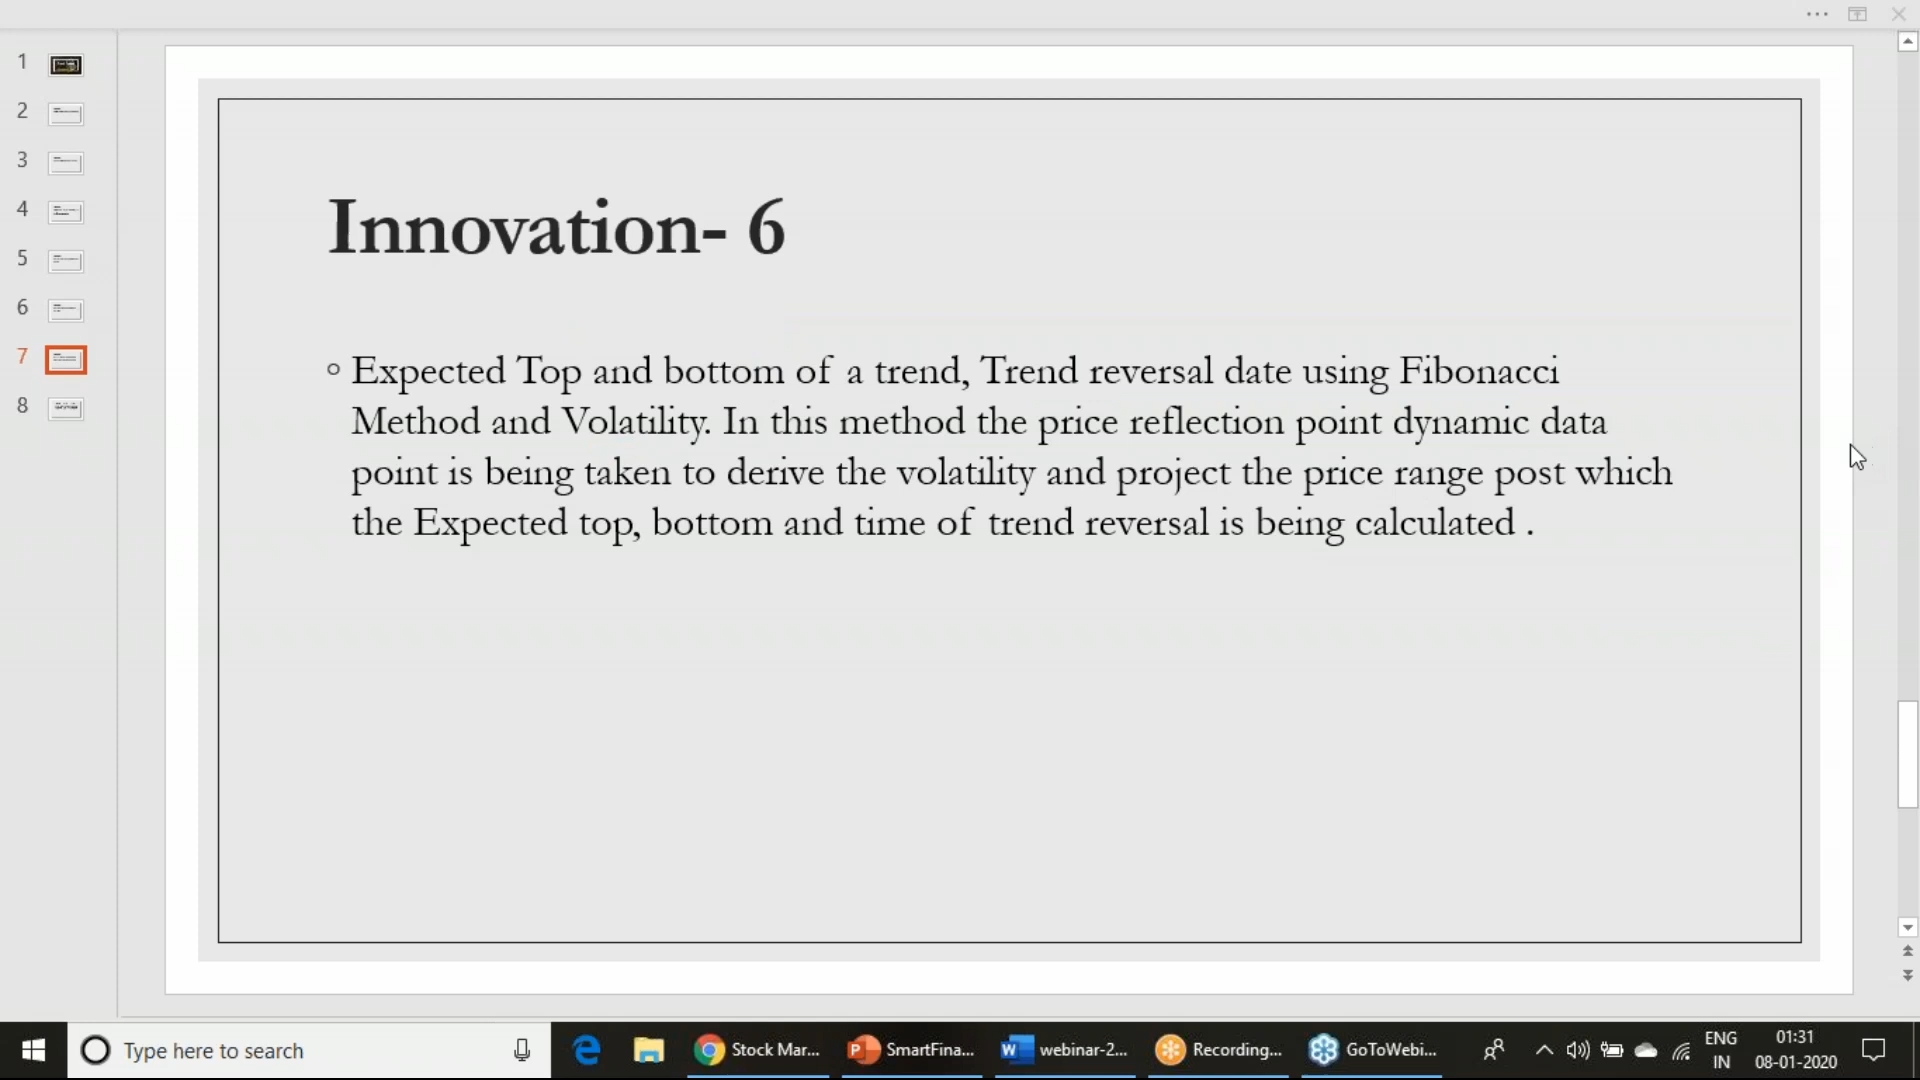 1
2
3
4
5
6
7
8
Innovation- 6
Expected Top and bottom of a trend, Trend reversal date using Fibonacci
Method and Volatility. In this method the price reflection point dynamic data
point is being taken to derive the volatility and project the price range post which
the Expected top, bottom and time of trend reversal is being calculated .
Type here to search
Stock Mar...
SmartFina...
webinar-2...
Recording...
GoToWebi...
ENG
IN
01:31
08-01-2020